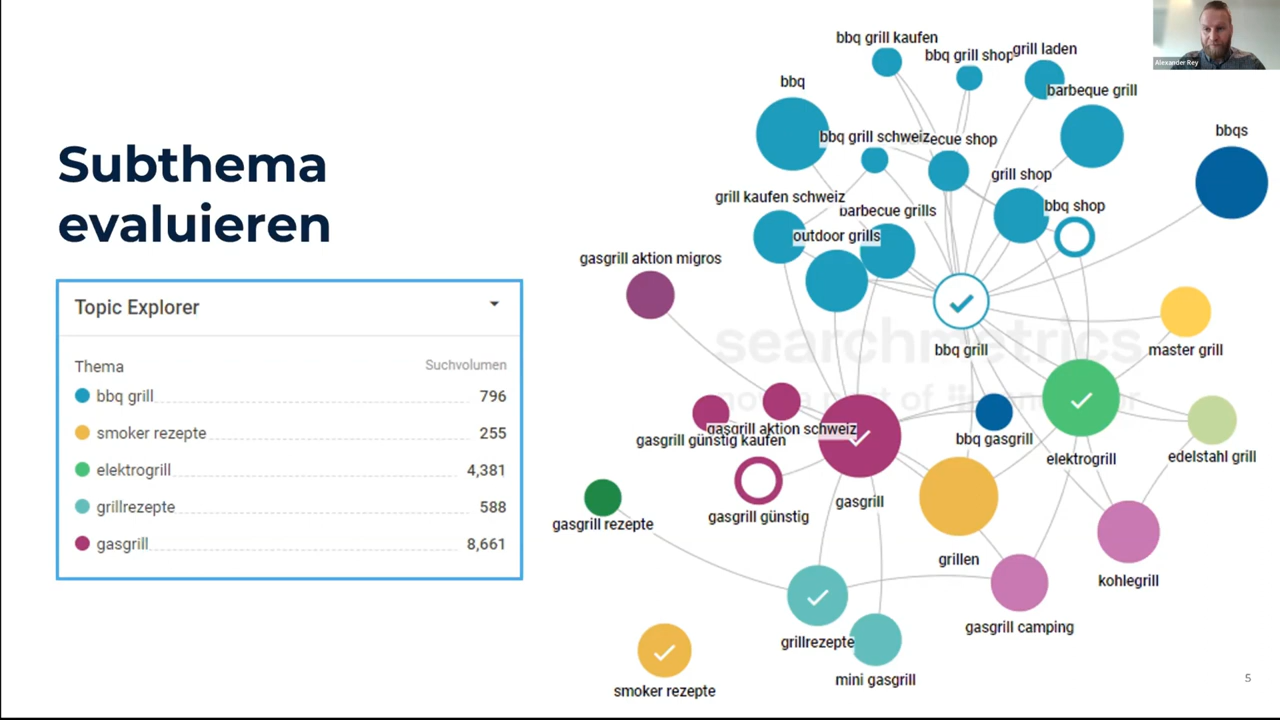 Subthema
evaluieren
Topic Explorer
Thema Suchvolumen
bbq grill 796
smoker rezepte 255
elektrogrill 4,381
grillrezepte 588
gasgrill 8,661
bbq grill kaufen
bbq grill shop
grill laden
bbq
barbeque grill
bbqs
bbq grill schweiz
shop
grill shop
grill kaufen schweiz
bbq shop
barbecue grills
outdoor grills
gasgrill aktion migros
searchmetrics
bbq grill
master grill
now a part of
gasgrill aktion schweiz
gasgrill günstig kaufen
bbq gasgrill
elektrogrill
edelstahl grill
gasgrill
gasgrill günstig
gasgrill rezepte
grillen
kohlegrill
gasgrill camping
grillrezepte
mini gasgrill
smoker rezepte
5
Alexander Rey